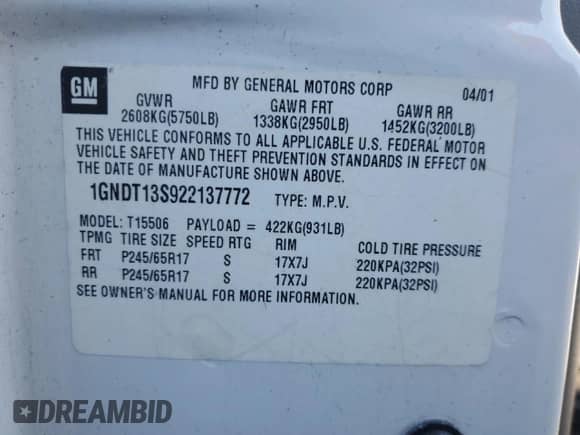 GM
MFD BY GENERAL MOTORS CORP 04/01
GVWR GAWR FRT GAWR RR
2608KG(5750LB) 1338KG(2950LB) 1452KG(3200LB)
THIS VEHICLE CONFORMS TO ALL APPLICABLE U.S. FEDERAL MOTOR
VEHICLE SAFETY AND THEFT PREVENTION STANDARDS IN EFFECT ON
THE DATE OF MANUFACTURE SHOWN ABOVE.
1GNDT13S922137772 TYPE: M.P.V.
MODEL: T15506 PAYLOAD = 422KG(931LB)
TPMG TIRE SIZE SPEED RTG RIM COLD TIRE PRESSURE
FRT P245/65R17 S 17X7J 220KPA(32PSI)
RR P245/65R17 S 17X7J 220KPA(32PSI)
SEE OWNER'S MANUAL FOR MORE INFORMATION.
DREAMBID